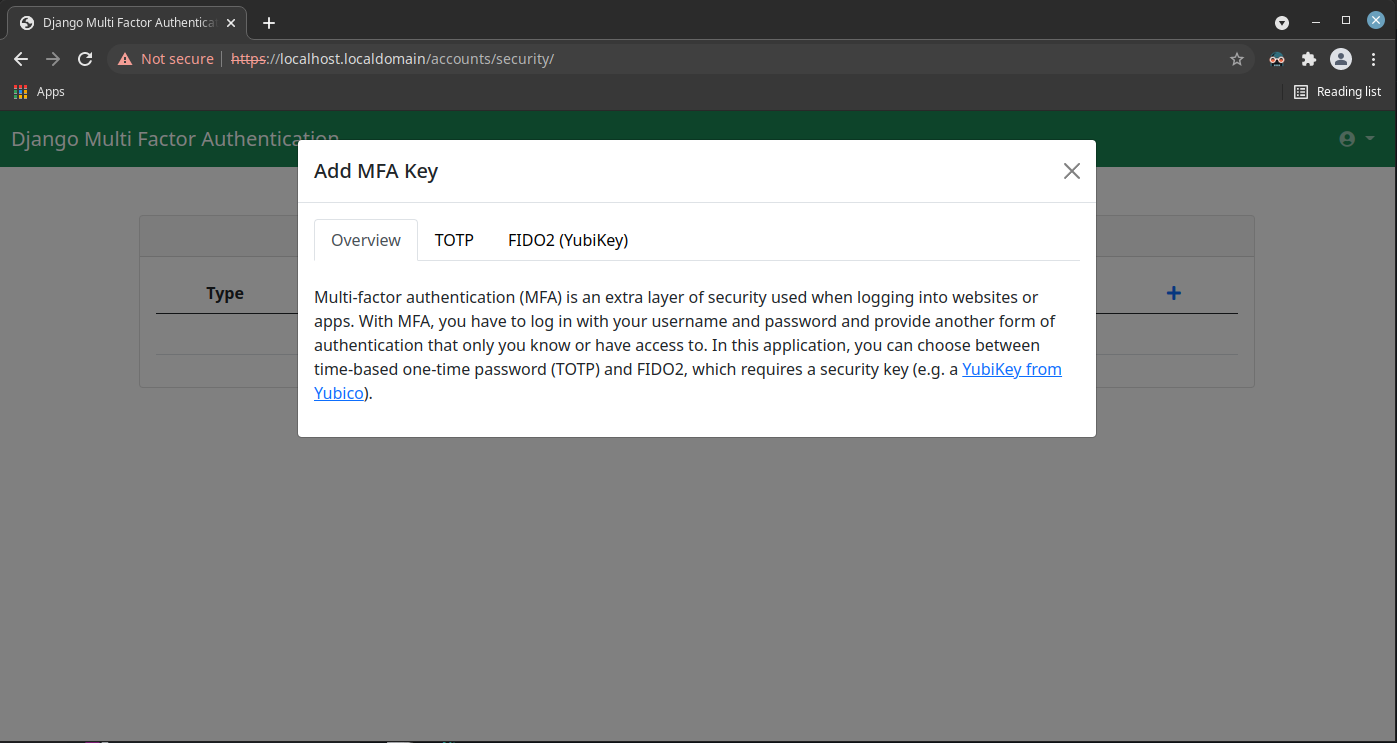 Django Multi Factor Authentica
Not secure
https://localhost.localdomain/accounts/security/
Apps
Reading list
Django Multi Factor Authentication
Add MFA Key
Overview
TOTP
FIDO2 (YubiKey)
Type
Multi-factor authentication (MFA) is an extra layer of security used when logging into websites or
apps. With MFA, you have to log in with your username and password and provide another form of
authentication that only you know or have access to. In this application, you can choose between
time-based one-time password (TOTP) and FIDO2, which requires a security key (e.g. a YubiKey from
Yubico).